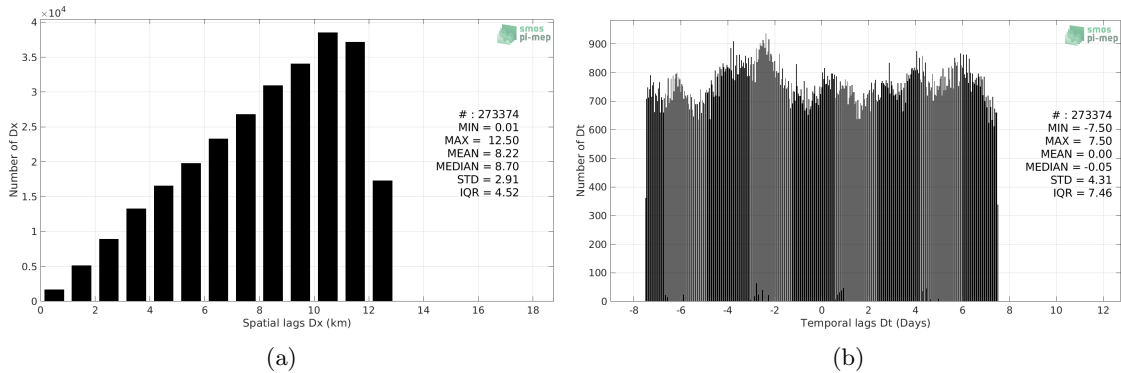 ×10⁴
4
3.5
3
2.5
2
1.5
1
0.5
0
Number of Dx
0 2 4 6 8 10 12 14 16 18
Spatial lags Dx (km)
smos
pi-mep
# : 273374
MIN = 0.01
MAX = 12.50
MEAN = 8.22
MEDIAN = 8.70
STD = 2.91
IQR = 4.52
(a)
900
800
700
600
500
400
300
200
100
0
Number of Dt
-8 -6 -4 -2 0 2 4 6 8 10 12
Temporal lags Dt (Days)
smos
pi-mep
# : 273374
MIN = -7.50
MAX = 7.50
MEAN = 0.00
MEDIAN = -0.05
STD = 4.31
IQR = 7.46
(b)